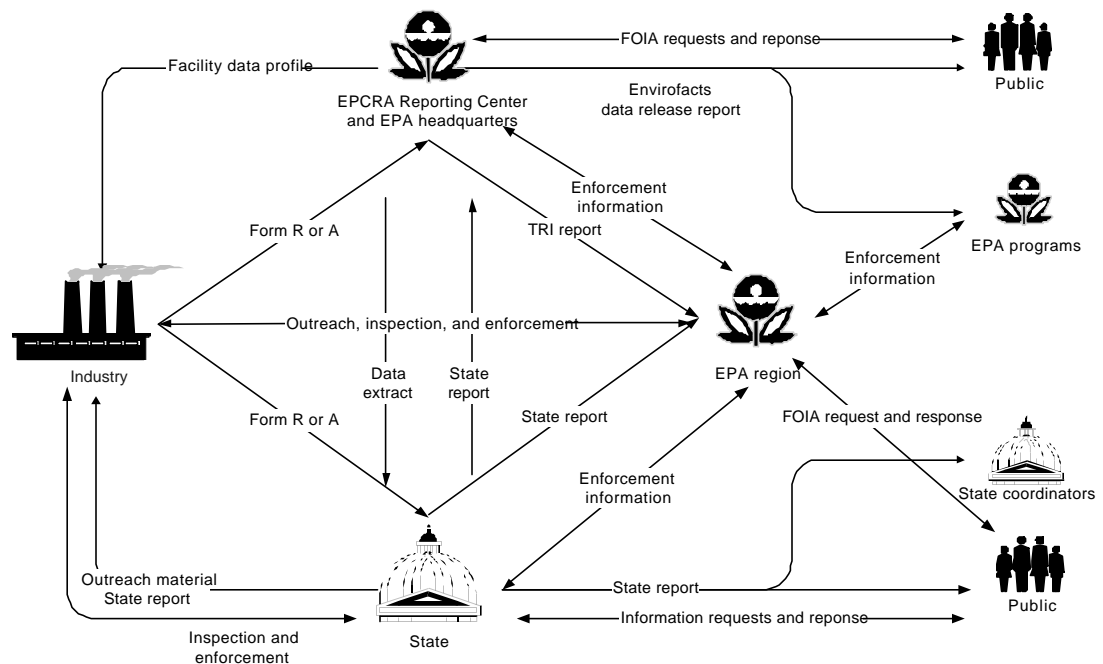 FOIA requests and reponse
Facility data profile
Public
Envirofacts
data release report
EPCRA Reporting Center
and EPA headquarters
Enforcement
information
Form R or A
TRI report
EPA programs
Enforcement
information
Outreach, inspection, and enforcement
Industry
Data
extract
State
report
EPA region
Form R or A
State report
FOIA request and response
Enforcement
information
State coordinators
Outreach material
State report
State report
Public
Information requests and reponse
Inspection and
enforcement
State